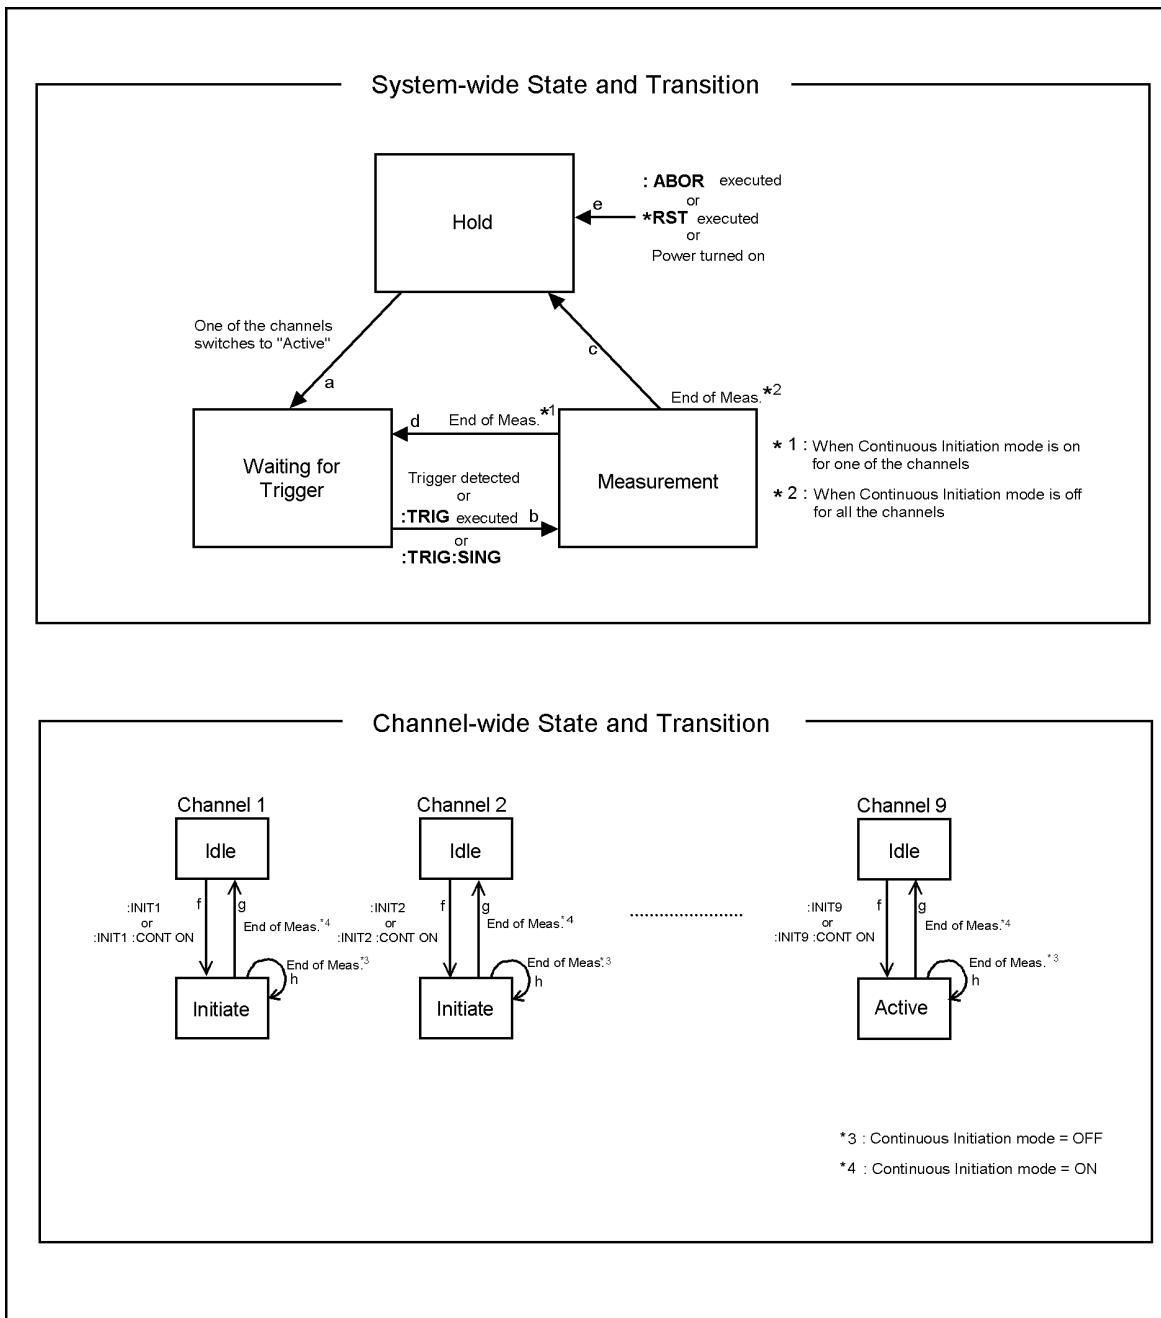 System-wide State and Transition
Hold
e
: ABOR executed
or
*RST executed
or
Power turned on
One of the channels
switches to "Active"
a
c
End of Meas.*2
d
End of Meas.*1
Waiting for
Trigger
Trigger detected
or
:TRIG executed
b
or
:TRIG:SING
Measurement
*1 : When Continuous Initiation mode is on
for one of the channels
*2 : When Continuous Initiation mode is off
for all the channels
Channel-wide State and Transition
Channel 1
Idle
:INIT1
or
:INIT1 :CONT ON
f
g
End of Meas.*4
End of Meas.*3
h
Initiate
Channel 2
Idle
:INIT2
or
:INIT2 :CONT ON
f
g
End of Meas.*4
End of Meas.*3
h
Initiate
Channel 9
Idle
:INIT9
or
:INIT9 :CONT ON
f
g
End of Meas.*4
End of Meas.*3
h
Active
*3 : Continuous Initiation mode = OFF
*4 : Continuous Initiation mode = ON